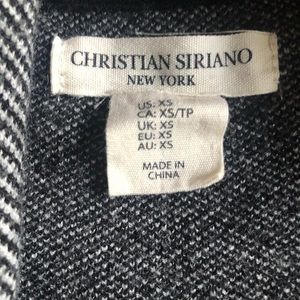 CHRISTIAN SIRIANO
NEW YORK
US: XS
CA: XS/TP
UK: XS
EU: XS
AU: XS
MADE IN
CHINA